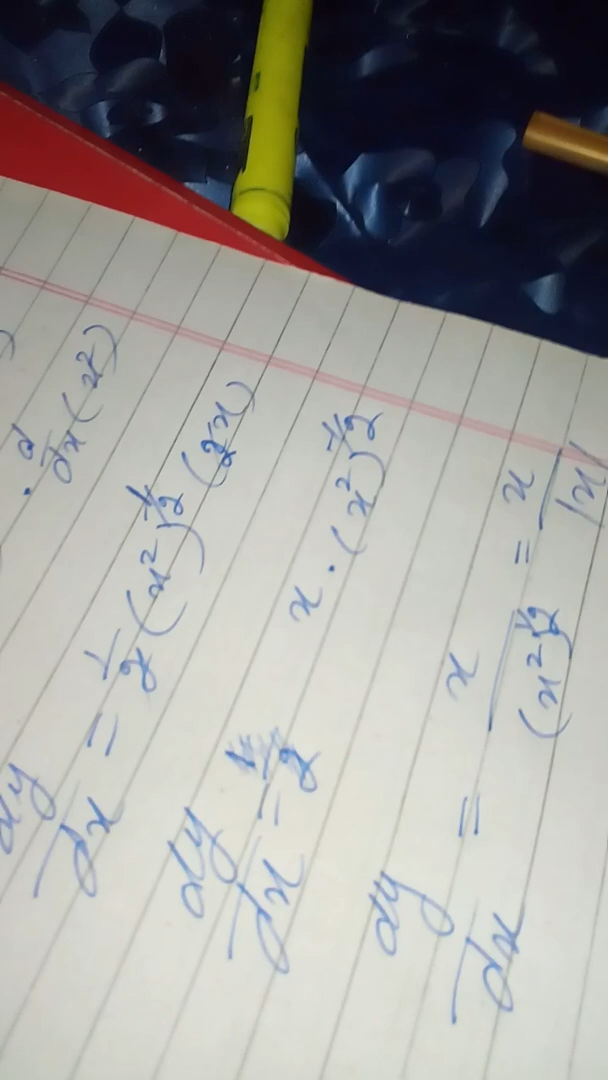 · d/dx (x²)
dy/dx = 1/2 (x²)^1/2 (2x)
dy/dx = x · (x²)^1/2
dy/dx = x/(x²)^1/2 = x/|x|